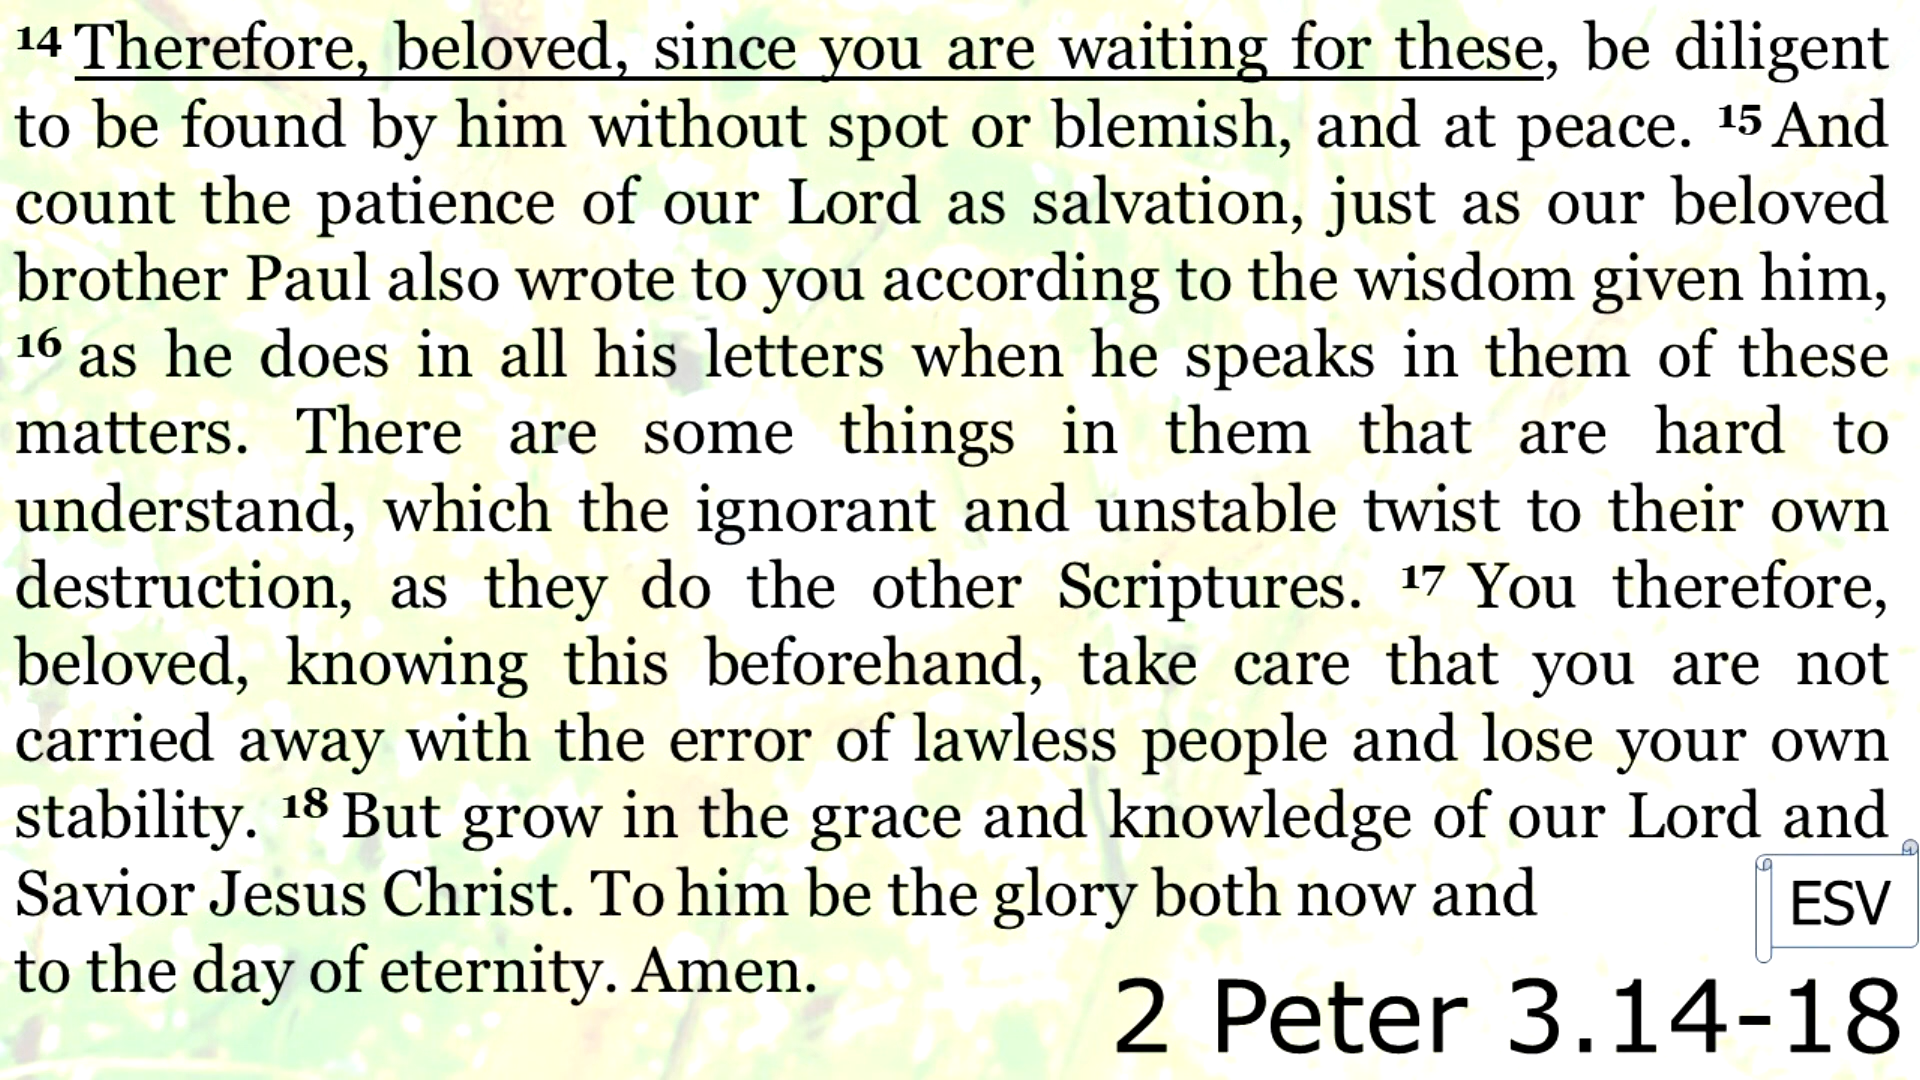 14 Therefore, beloved, since you are waiting for these, be diligent
to be found by him without spot or blemish, and at peace. 15 And
count the patience of our Lord as salvation, just as our beloved
brother Paul also wrote to you according to the wisdom given him,
16 as he does in all his letters when he speaks in them of these
matters. There are some things in them that are hard to
understand, which the ignorant and unstable twist to their own
destruction, as they do the other Scriptures. 17 You therefore,
beloved, knowing this beforehand, take care that you are not
carried away with the error of lawless people and lose your own
stability. 18 But grow in the grace and knowledge of our Lord and
Savior Jesus Christ. To him be the glory both now and
to the day of eternity. Amen.
ESV
2 Peter 3.14-18